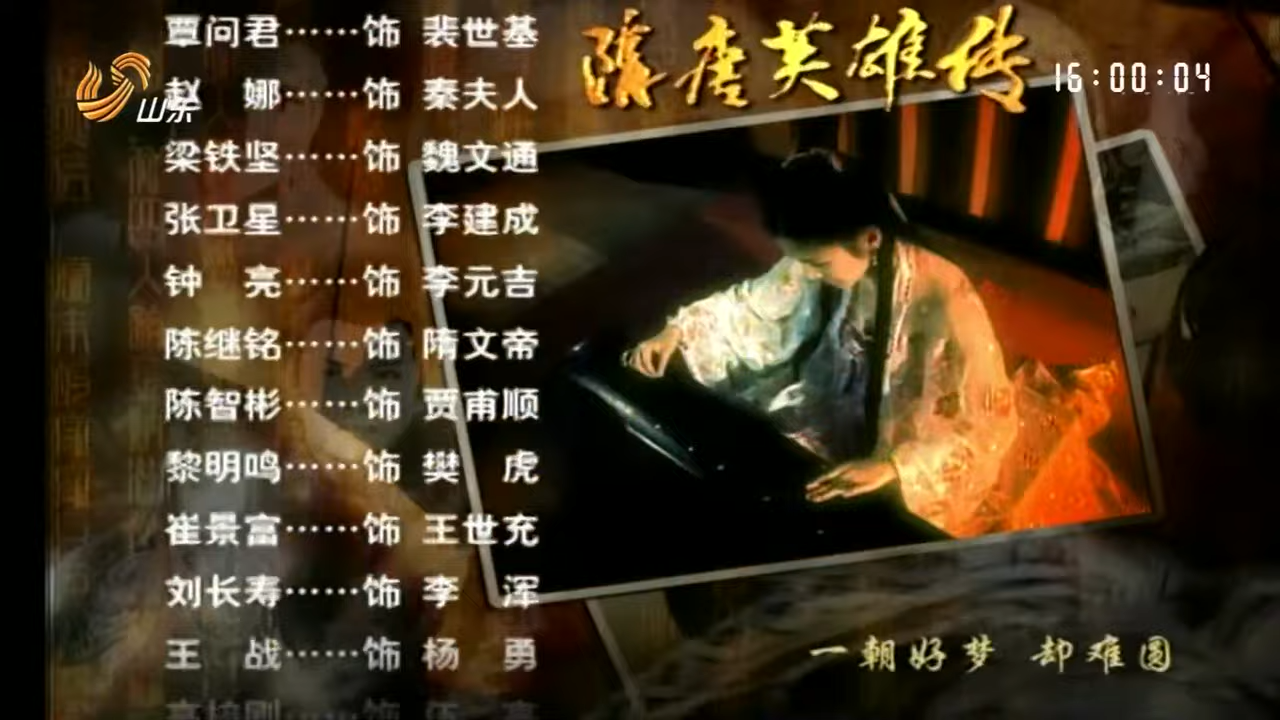 隋唐英雄传
16:00:04
山东
覃问君……饰 裴世基
赵 娜……饰 秦夫人
梁铁坚……饰 魏文通
张卫星……饰 李建成
钟 亮……饰 李元吉
陈继铭……饰 隋文帝
陈智彬……饰 贾甫顺
黎明鸣……饰 樊 虎
崔景富……饰 王世充
刘长寿……饰 李 浑
王 战……饰 杨 勇
一朝好梦 却难圆